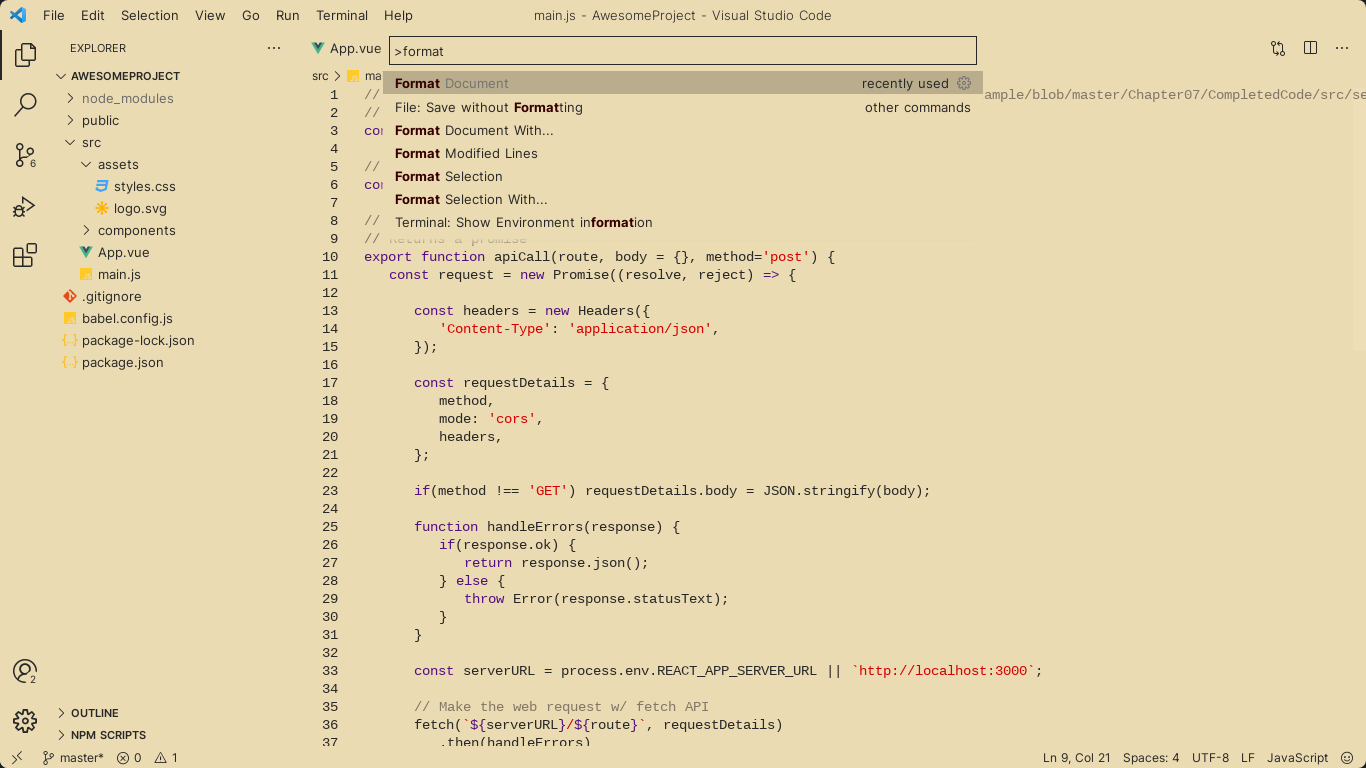 File Edit Selection View Go Run Terminal Help main.js - AwesomeProject - Visual Studio Code
EXPLORER
AWESOMEPROJECT
node_modules
public
src
assets
styles.css
logo.svg
components
App.vue
main.js
.gitignore
babel.config.js
package-lock.json
package.json
OUTLINE
NPM SCRIPTS
6
2
App.vue
>format
src
Format Document recently used
File: Save without Formatting other commands
Format Document With...
Format Modified Lines
Format Selection
Format Selection With...
Terminal: Show Environment information
1 // ample/blob/master/Chapter07/CompletedCode/src/se
2 //
3
4
5 //
6
7
8 //
9 // Returns a promise
10 export function apiCall(route, body = {}, method='post') {
11 const request = new Promise((resolve, reject) => {
12
13 const headers = new Headers({
14 'Content-Type': 'application/json',
15 });
16
17 const requestDetails = {
18 method,
19 mode: 'cors',
20 headers,
21 };
22
23 if(method !== 'GET') requestDetails.body = JSON.stringify(body);
24
25 function handleErrors(response) {
26 if(response.ok) {
27 return response.json();
28 } else {
29 throw Error(response.statusText);
30 }
31 }
32
33 const serverURL = process.env.REACT_APP_SERVER_URL || `http://localhost:3000`;
34
35 // Make the web request w/ fetch API
36 fetch(`${serverURL}/${route}`, requestDetails)
37 .then(handleErrors)
master* 0 1 Ln 9, Col 21 Spaces: 4 UTF-8 LF JavaScript